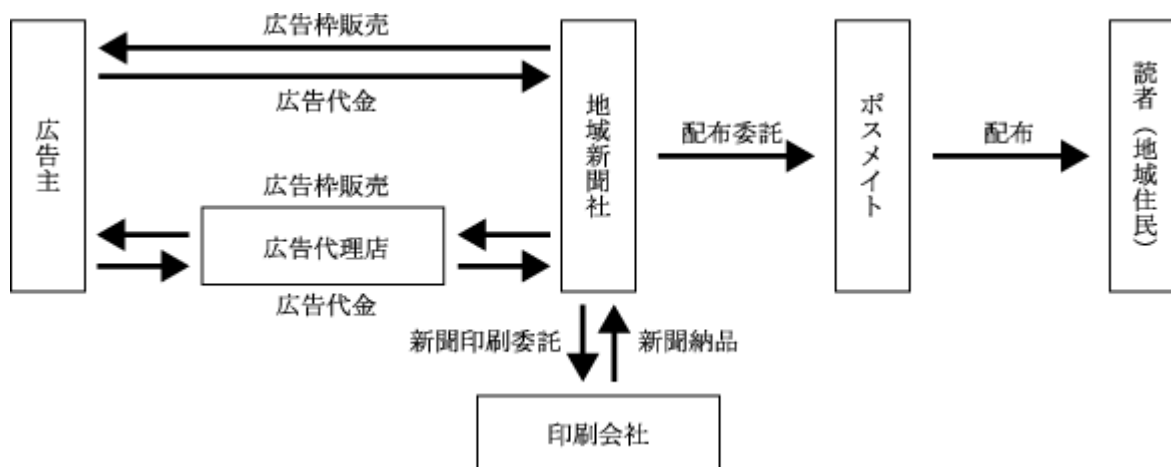 広告枠販売
広告代金
広告主
広告枠販売
広告代理店
広告代金
地域新聞社
配布委託
ポスメイト
配布
読者（地域住民）
新聞印刷委託
新聞納品
印刷会社